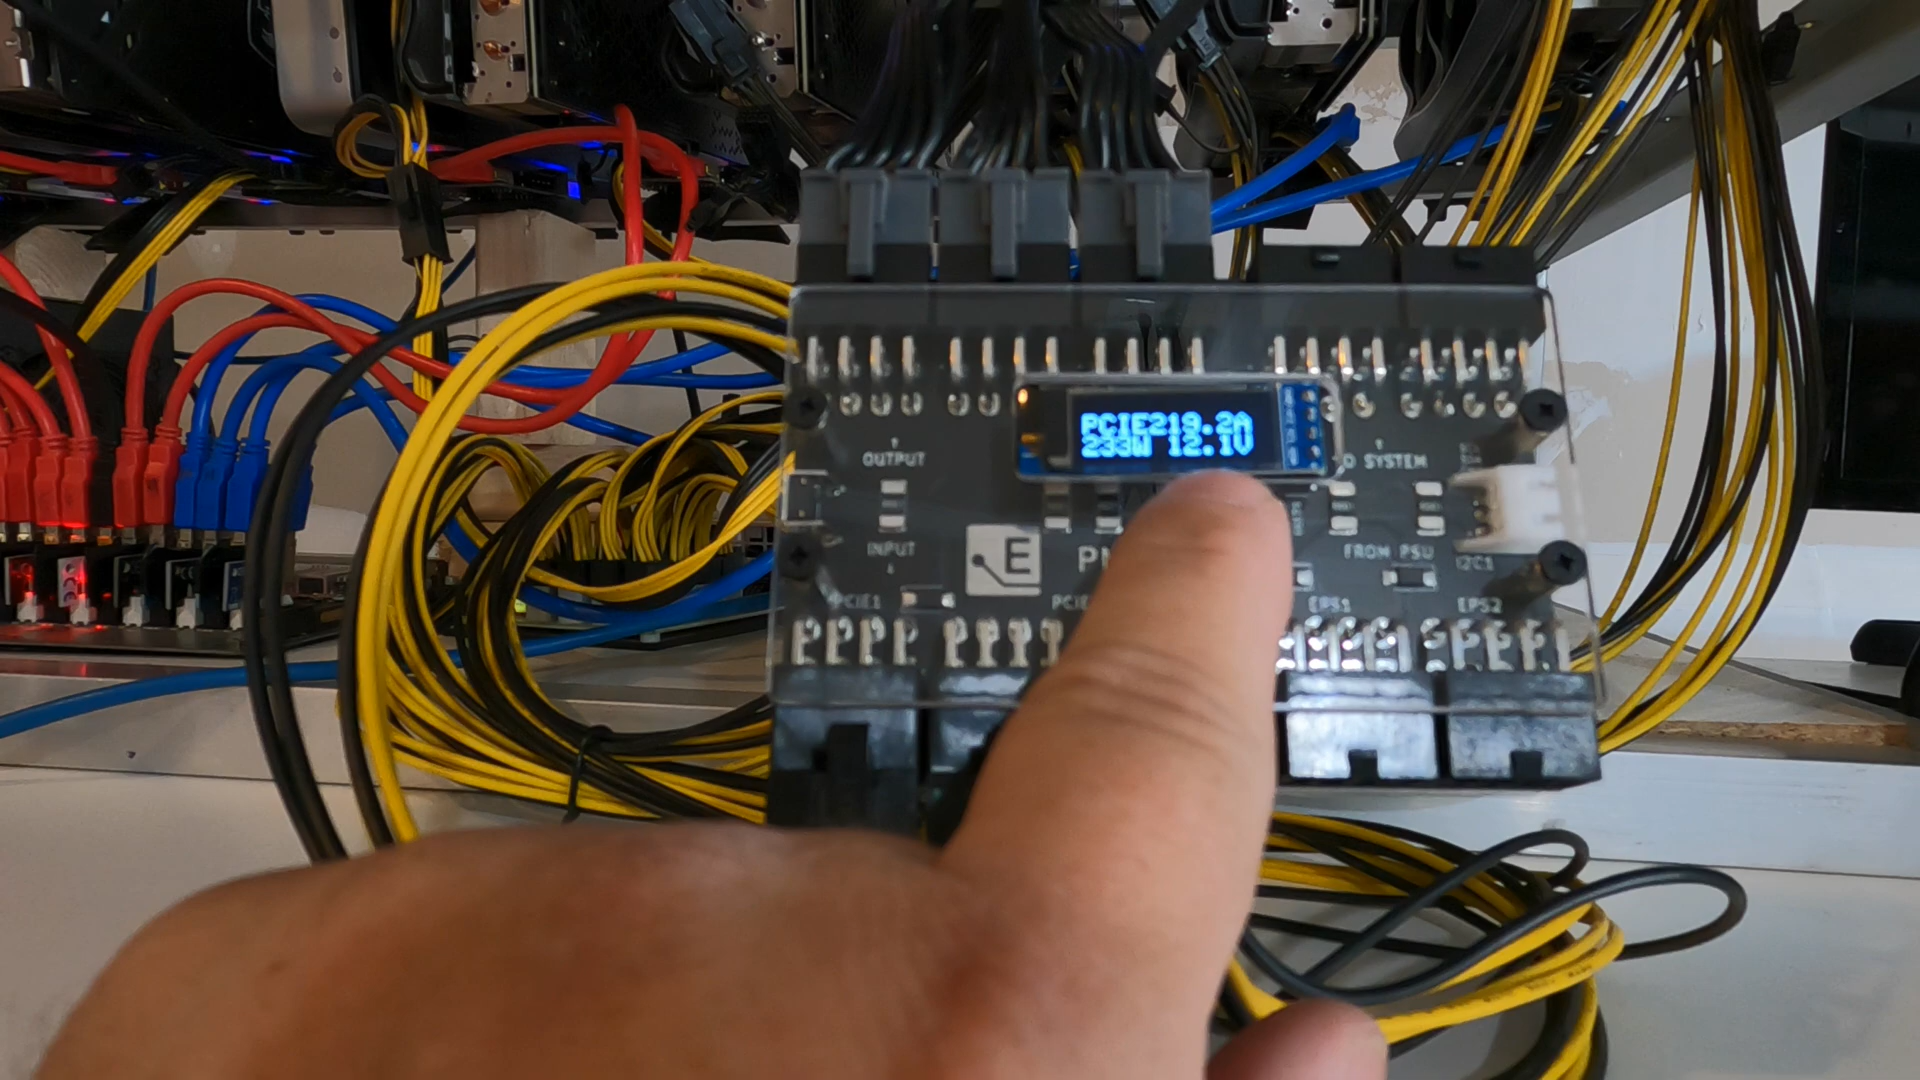 PCIE219.2A
233W 12.1V
OUTPUT
O SYSTEM
INPUT
E
FROM PSU
I2C1
PCIE1
EPS1
EPS2